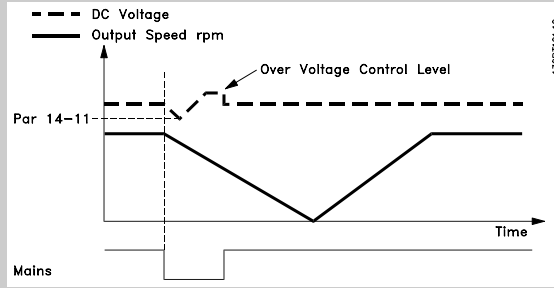 DC Voltage
Output Speed rpm
Over Voltage Control Level
Par 14-11
Time
Mains